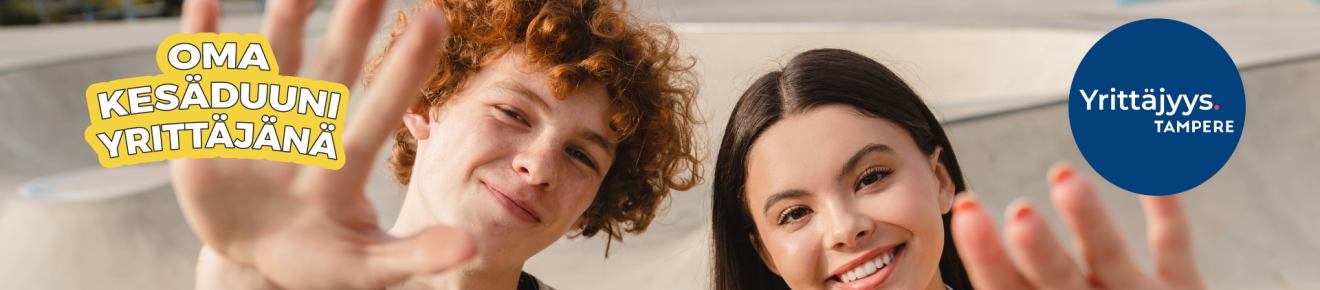 OMA
KESÄDUUNI
YRITTÄJÄNÄ
Yrittäjyys.
TAMPERE